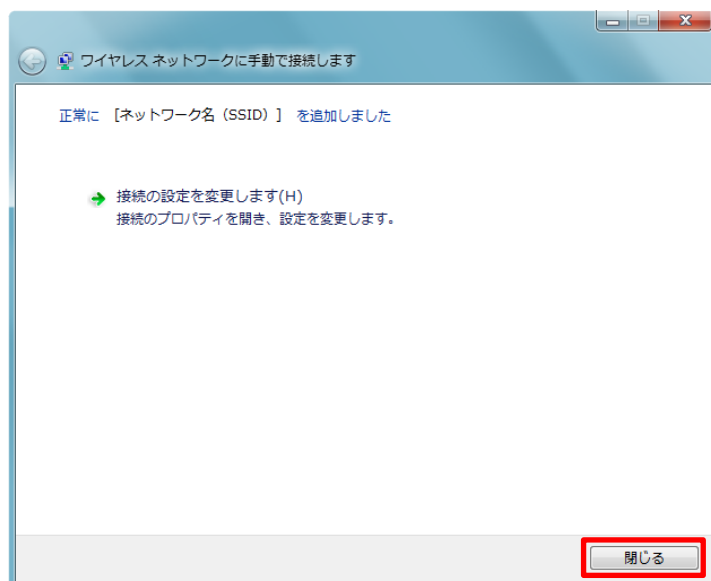 ワイヤレス ネットワークに手動で接続します
正常に [ネットワーク名（SSID）] を追加しました
接続の設定を変更します(H)
接続のプロパティを開き、設定を変更します。
閉じる